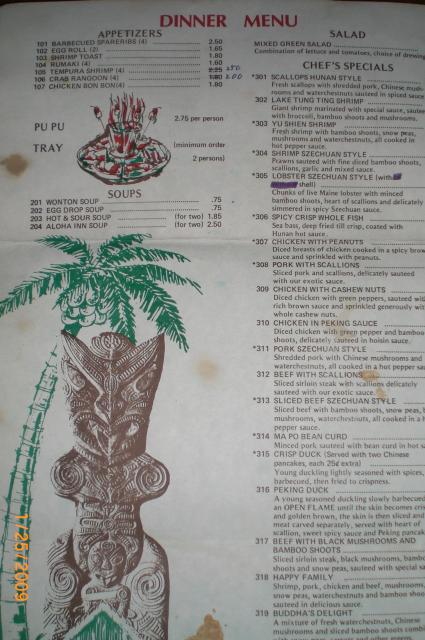 DINNER MENU
APPETIZERS
101 BARBECUED SPARERIBS (4) 2.50
102 EGG ROLL (2) 1.65
103 SHRIMP TOAST 1.80
104 RUMAKI (4) 1.60
105 TEMPURA SHRIMP (4) 2.25 2.50
106 CRAB RANGOON (4) 1.80 2.00
107 CHICKEN BON BON(4) 1.80
PU PU
TRAY
2.75 per person
(minimum order
2 persons)
SOUPS
201 WONTON SOUP .75
202 EGG DROP SOUP .75
203 HOT & SOUR SOUP (for two) 1.85
204 ALOHA INN SOUP (for two) 2.50
SALAD
MIXED GREEN SALAD
Combination of lettuce and tomatoes, choice of dressing
CHEF'S SPECIALS
*301 SCALLOPS HUNAN STYLE
Fresh scallops with shredded pork, Chinese
rooms and waterchestnuts sauteed in spiced sauce
302 LAKE TUNG TING SHRIMP
Giant shrimp marinated with special sauce,
with broccoli, bamboo shoots and mushrooms.
*303 YU SHIEN SHRIMP
Fresh shrimp with bamboo shoots, snow peas,
mushrooms and waterchestnuts, all cooked in
hot pepper sauce.
*304 SHRIMP SZECHUAN STYLE
Prawns sauteed with fine diced bamboo shoots,
scallions, garlic and mixed sauce.
*305 LOBSTER SZECHUAN STYLE (with
shell)
Chunks of live Maine lobster with minced
bamboo shoots, heart of scallions and delicately
simmered in spicy Szechuan sauce.
*306 SPICY CRISP WHOLE FISH
Sea bass, deep fried till crisp, coated with
Hunan hot sauce.
*307 CHICKEN WITH PEANUTS
Diced breasts of chicken cooked in a spicy brown
sauce and sprinkled with peanuts.
*308 PORK WITH SCALLIONS
Sliced pork and scallions, delicately sauteed
with our exotic sauce.
309 CHICKEN WITH CASHEW NUTS
Diced chicken with green peppers, sauteed with
rich brown sauce and sprinkled generously with
whole cashew nuts.
310 CHICKEN IN PEKING SAUCE
Diced chicken with green pepper and bamboo
shoots, delicately sauteed in hoisin sauce.
*311 PORK SZECHUAN STYLE
Shredded pork with Chinese mushrooms and
waterchestnuts, all cooked in a hot pepper
312 BEEF WITH SCALLIONS
Sliced sirloin steak with scallions delicately
sauteed with our exotic sauce.
*313 SLICED BEEF SZECHUAN STYLE
Sliced beef with bamboo shoots, snow peas,
mushrooms, waterchestnuts, all cooked in a
pepper sauce.
*314 MA PO BEAN CURD
Minced pork sauteed with bean curd in hot
*315 CRISP DUCK (Served with two Chinese
pancakes, each 25¢ extra)
Young duckling lightly seasoned with spices,
barbecued, then fried to crispness.
316 PEKING DUCK
A young seasoned duckling slowly barbecued
an OPEN FLAME until the skin becomes
and golden brown, the skin is then sliced and
meat carved separately, served with heart of
scallion, sweet spicy sauce and Peking
317 BEEF WITH BLACK MUSHROOMS AND
BAMBOO SHOOTS
Sliced sirloin steak, black mushrooms,
shoots and snow peas, sauteed with special
318 HAPPY FAMILY
Shrimp, pork, chicken and beef, mushrooms,
snow peas, waterchestnuts and bamboo
sauteed in delicious sauce.
319 BUDDHA'S DELIGHT
A mixture of fresh waterchestnuts, Chinese
mushrooms and sliced bamboo shoots
1/25/2009